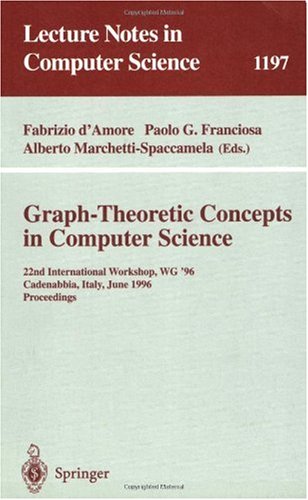 Lecture Notes in
Computer Science 1197
Fabrizio d'Amore Paolo G. Franciosa
Alberto Marchetti-Spaccamela (Eds.)
Graph-Theoretic Concepts
in Computer Science
22nd International Workshop, WG '96
Cadenabbia, Italy, June 1996
Proceedings
Springer